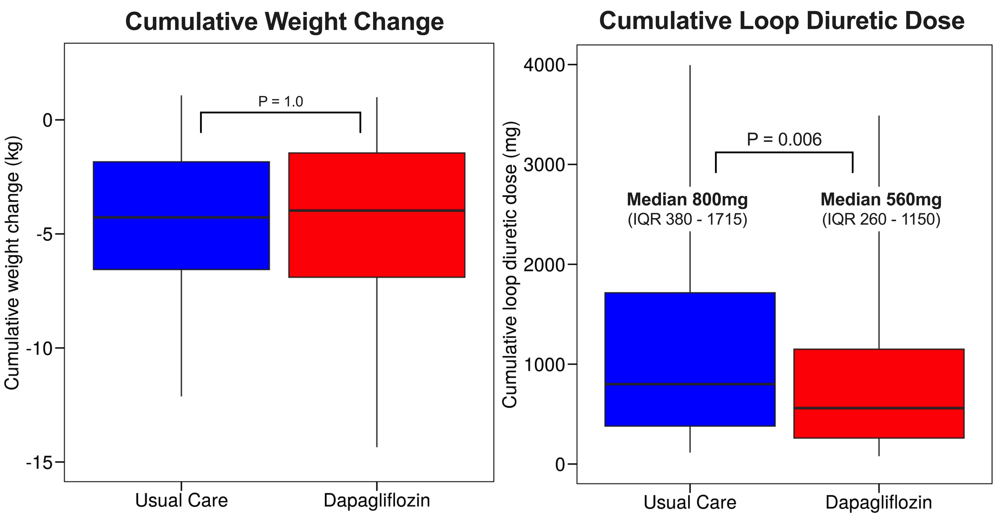 Cumulative Weight Change
Cumulative weight change (kg)
0
-5
-10
-15
P = 1.0
Usual Care
Dapagliflozin
Cumulative Loop Diuretic Dose
Cumulative loop diuretic dose (mg)
4000
3000
2000
1000
0
P = 0.006
Median 800mg
(IQR 380 - 1715)
Median 560mg
(IQR 260 - 1150)
Usual Care
Dapagliflozin